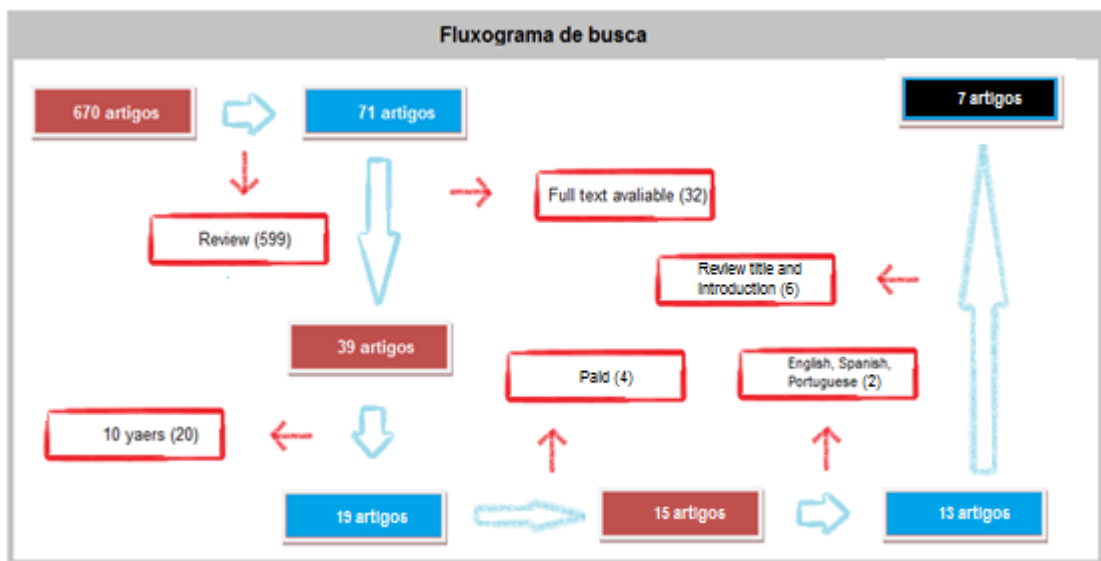 Fluxograma de busca
670 artigos
71 artigos
7 artigos
Full text avaliable (32)
Review (599)
Review title and
Introduction (6)
39 artigos
Paid (4)
English, Spanish,
Portuguese (2)
10 yaers (20)
19 artigos
15 artigos
13 artigos